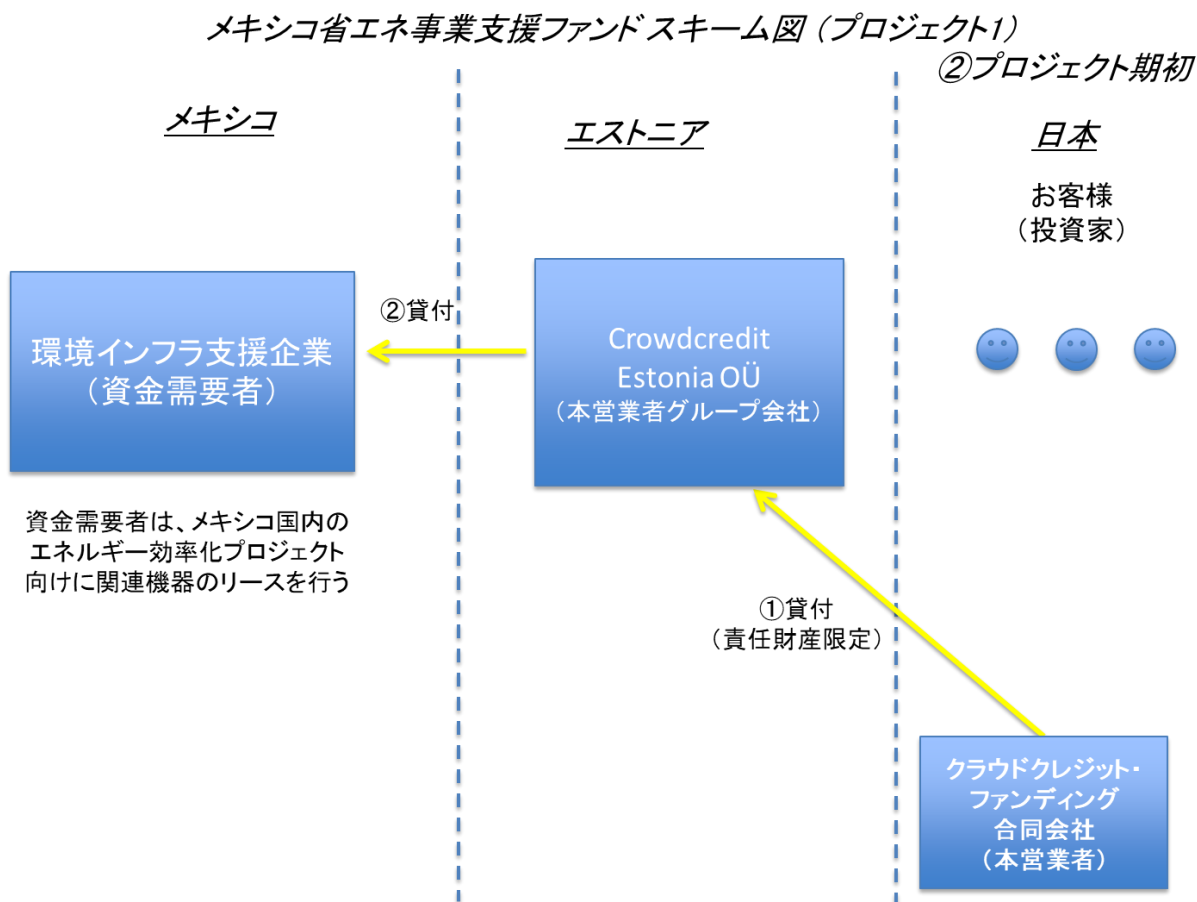 メキシコ省エネ事業支援ファンド スキーム図（プロジェクト1）
②プロジェクト期初
メキシコ
エストニア
日本
お客様
（投資家）
環境インフラ支援企業
（資金需要者）
②貸付
Crowdcredit
Estonia OÜ
（本営業者グループ会社）
資金需要者は、メキシコ国内の
エネルギー効率化プロジェクト
向けに関連機器のリースを行う
①貸付
（責任財産限定）
クラウドクレジット・
ファンディング
合同会社
（本営業者）